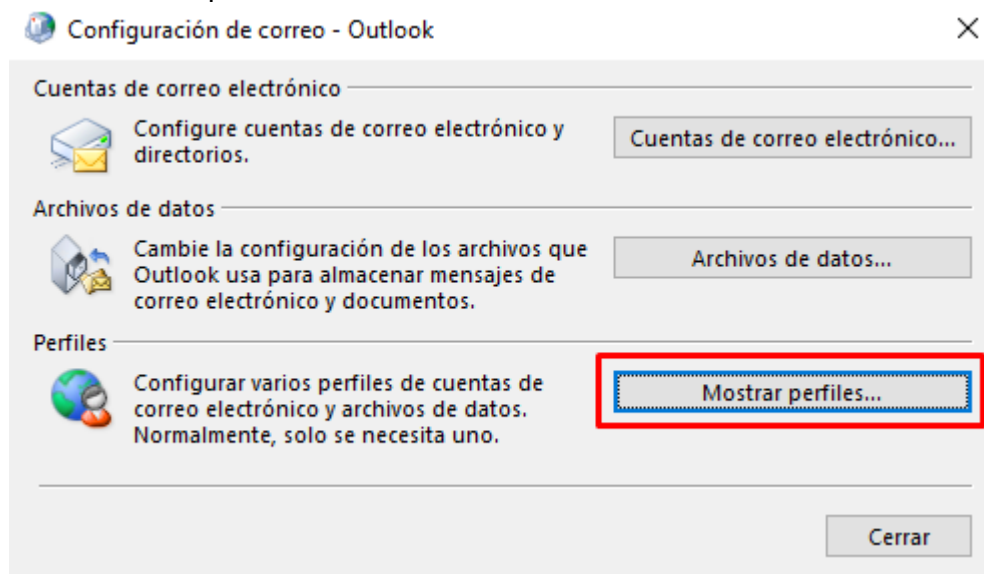 Configuración de correo - Outlook
Cuentas de correo electrónico
Configure cuentas de correo electrónico y
directorios.
Cuentas de correo electrónico...
Archivos de datos
Cambie la configuración de los archivos que
Outlook usa para almacenar mensajes de
correo electrónico y documentos.
Archivos de datos...
Perfiles
Configurar varios perfiles de cuentas de
correo electrónico y archivos de datos.
Normalmente, solo se necesita uno.
Mostrar perfiles...
Cerrar